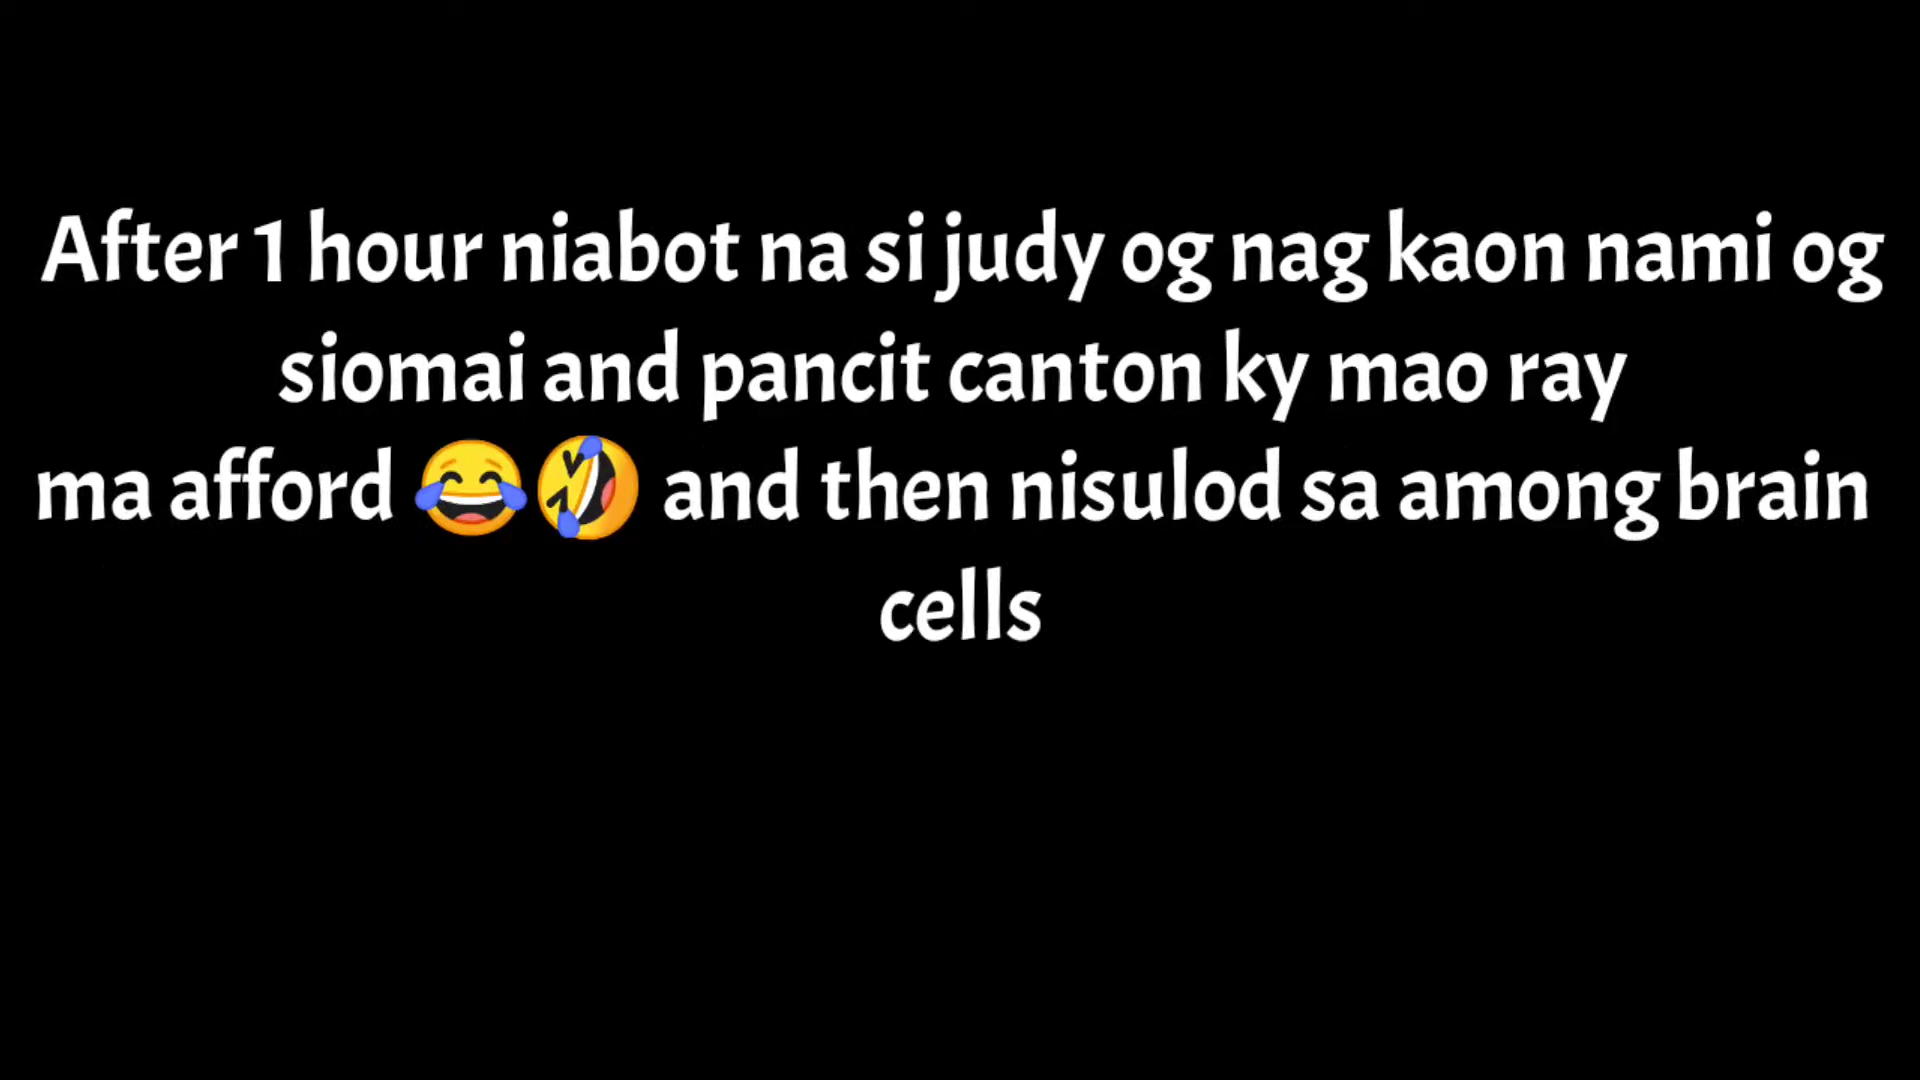 After 1 hour niabot na si judy og nag kaon nami og
siomai and pancit canton ky mao ray
ma afford 😂🤣 and then nisulod sa among brain
cells